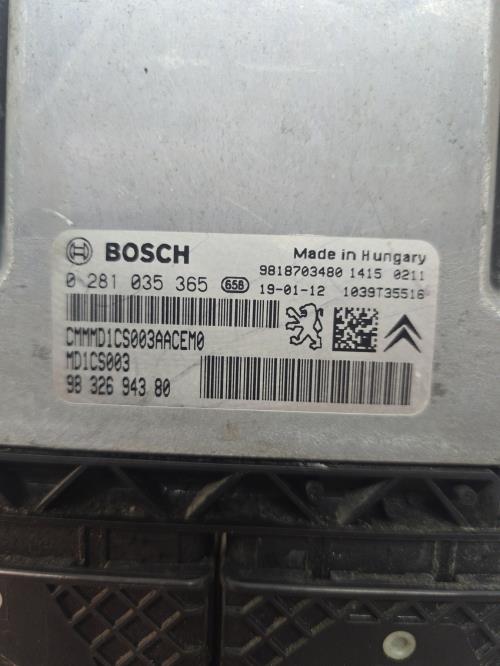 BOSCH
Made in Hungary
0 281 035 365 658
9818703480 1415 0211
19-01-12 1039T35516
CMMMD1CS003AACEM0
MD1CS003
98 326 943 80